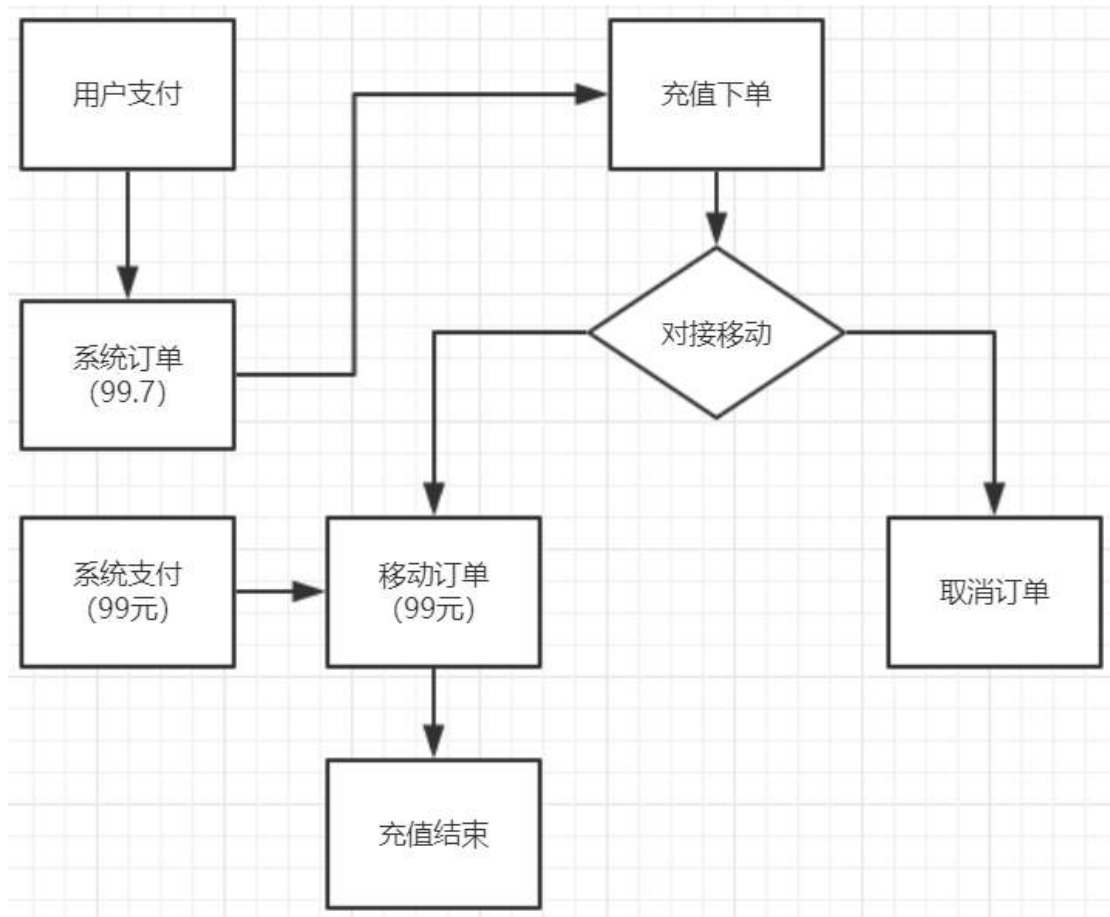 用户支付
充值下单
对接移动
系统订单
(99.7)
系统支付
(99元)
移动订单
(99元)
取消订单
充值结束